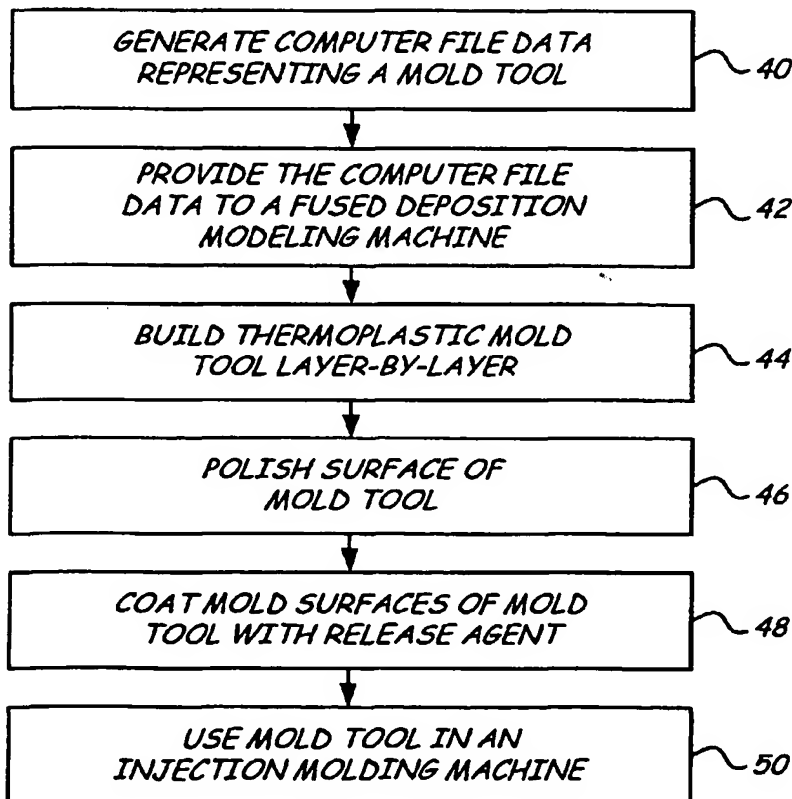 GENERATE COMPUTER FILE DATA
REPRESENTING A MOLD TOOL
40
PROVIDE THE COMPUTER FILE
DATA TO A FUSED DEPOSITION
MODELING MACHINE
42
BUILD THERMOPLASTIC MOLD
TOOL LAYER-BY-LAYER
44
POLISH SURFACE OF
MOLD TOOL
46
COAT MOLD SURFACES OF MOLD
TOOL WITH RELEASE AGENT
48
USE MOLD TOOL IN AN
INJECTION MOLDING MACHINE
50